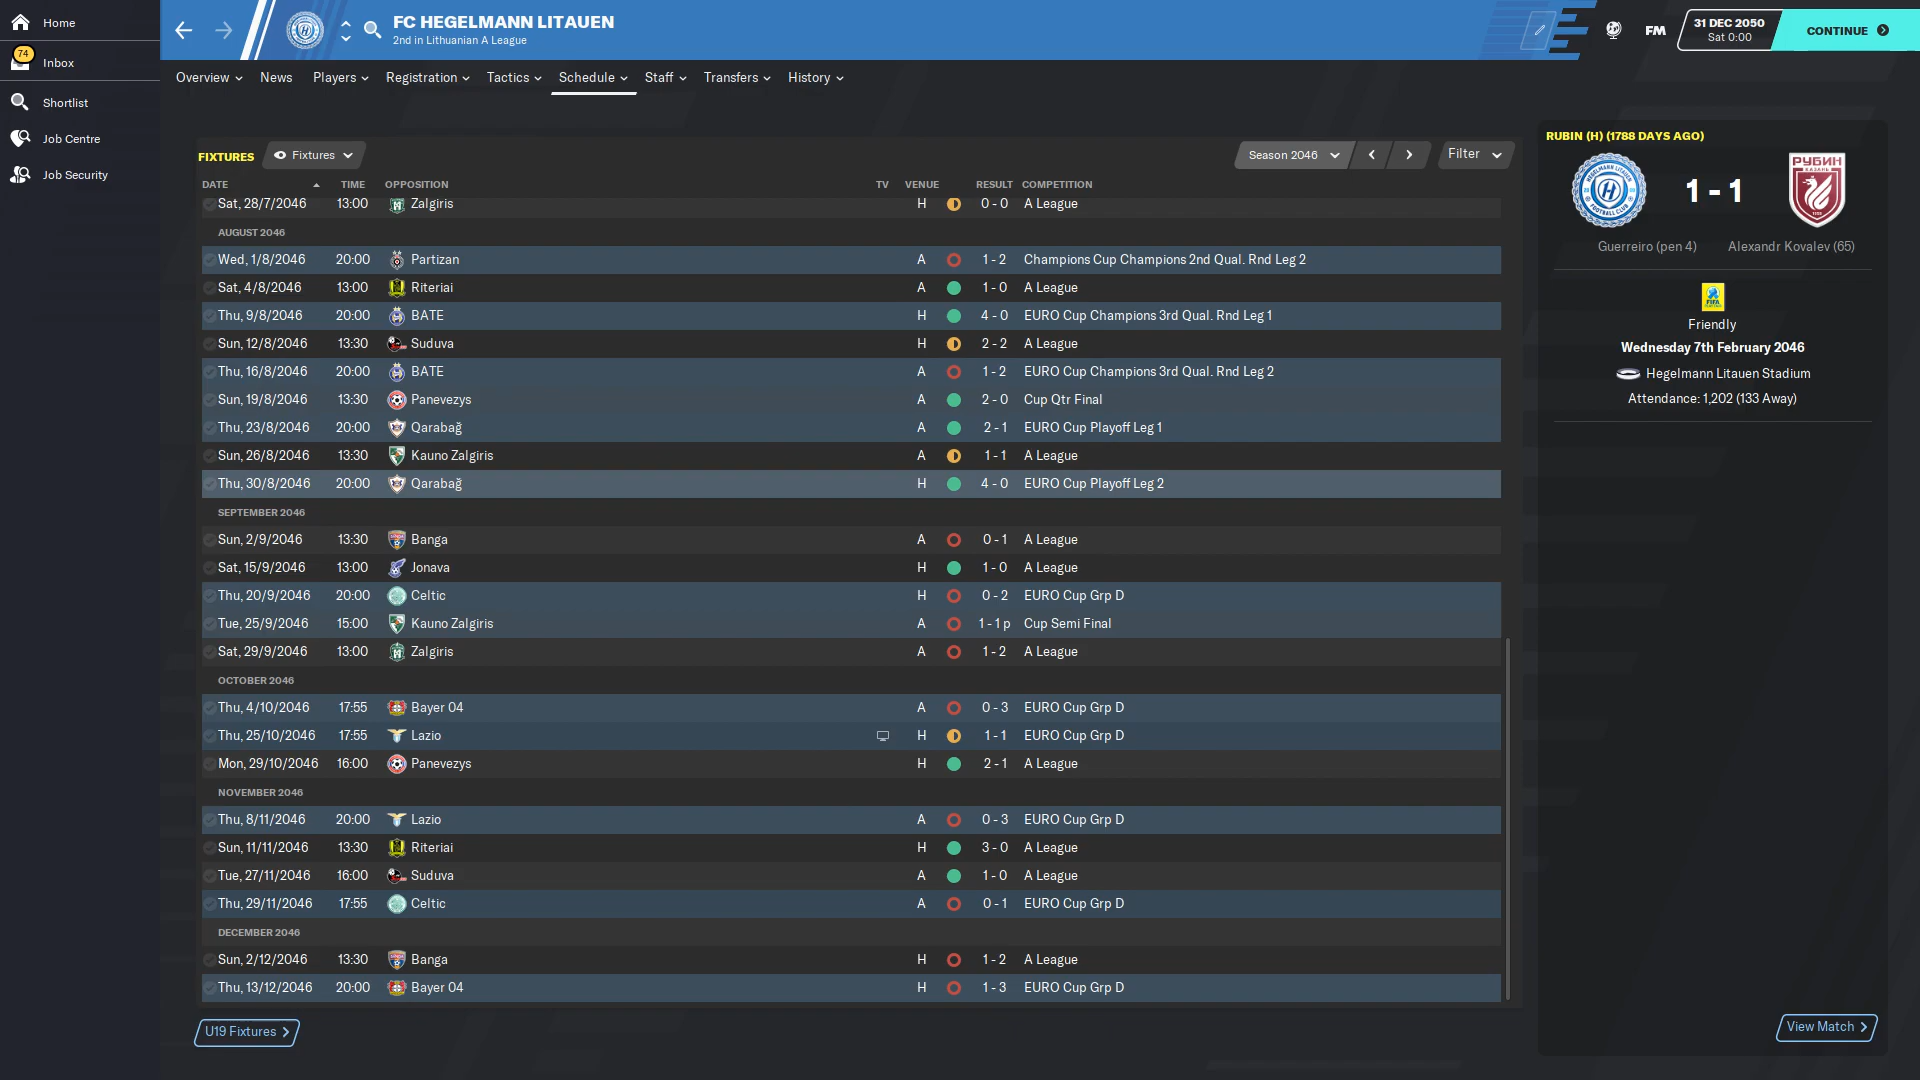 Home
74
Inbox
Shortlist
Job Centre
Job Security
FC HEGELMANN LITAUEN
2nd in Lithuanian A League
FM
31 DEC 2050
Sat 0:00
CONTINUE
Overview News Players Registration Tactics Schedule Staff Transfers History
FIXTURES Fixtures Season 2046 Filter
DATE TIME OPPOSITION TV VENUE RESULT COMPETITION
Sat, 28/7/2046 13:00 Zalgiris H 0 - 0 A League
AUGUST 2046
Wed, 1/8/2046 20:00 Partizan A 1 - 2 Champions Cup Champions 2nd Qual. Rnd Leg 2
Sat, 4/8/2046 13:00 Riteriai A 1 - 0 A League
Thu, 9/8/2046 20:00 BATE H 4 - 0 EURO Cup Champions 3rd Qual. Rnd Leg 1
Sun, 12/8/2046 13:30 Suduva H 2 - 2 A League
Thu, 16/8/2046 20:00 BATE A 1 - 2 EURO Cup Champions 3rd Qual. Rnd Leg 2
Sun, 19/8/2046 13:30 Panevezys A 2 - 0 Cup Qtr Final
Thu, 23/8/2046 20:00 Qarabağ A 2 - 1 EURO Cup Playoff Leg 1
Sun, 26/8/2046 13:30 Kauno Zalgiris A 1 - 1 A League
Thu, 30/8/2046 20:00 Qarabağ H 4 - 0 EURO Cup Playoff Leg 2
SEPTEMBER 2046
Sun, 2/9/2046 13:30 Banga A 0 - 1 A League
Sat, 15/9/2046 13:00 Jonava H 1 - 0 A League
Thu, 20/9/2046 20:00 Celtic H 0 - 2 EURO Cup Grp D
Tue, 25/9/2046 15:00 Kauno Zalgiris A 1 - 1 p Cup Semi Final
Sat, 29/9/2046 13:00 Zalgiris A 1 - 2 A League
OCTOBER 2046
Thu, 4/10/2046 17:55 Bayer 04 A 0 - 3 EURO Cup Grp D
Thu, 25/10/2046 17:55 Lazio H 1 - 1 EURO Cup Grp D
Mon, 29/10/2046 16:00 Panevezys H 2 - 1 A League
NOVEMBER 2046
Thu, 8/11/2046 20:00 Lazio A 0 - 3 EURO Cup Grp D
Sun, 11/11/2046 13:30 Riteriai H 3 - 0 A League
Tue, 27/11/2046 16:00 Suduva A 1 - 0 A League
Thu, 29/11/2046 17:55 Celtic A 0 - 1 EURO Cup Grp D
DECEMBER 2046
Sun, 2/12/2046 13:30 Banga H 1 - 2 A League
Thu, 13/12/2046 20:00 Bayer 04 H 1 - 3 EURO Cup Grp D
U19 Fixtures
RUBIN (H) (1788 DAYS AGO)
HEGELMANN LITAUEN
FOOTBALL CLUB
1 - 1
РУБИН
КАЗАНЬ
Guerreiro (pen 4) Alexandr Kovalev (65)
FIFA
Friendly
Wednesday 7th February 2046
Hegelmann Litauen Stadium
Attendance: 1,202 (133 Away)
View Match